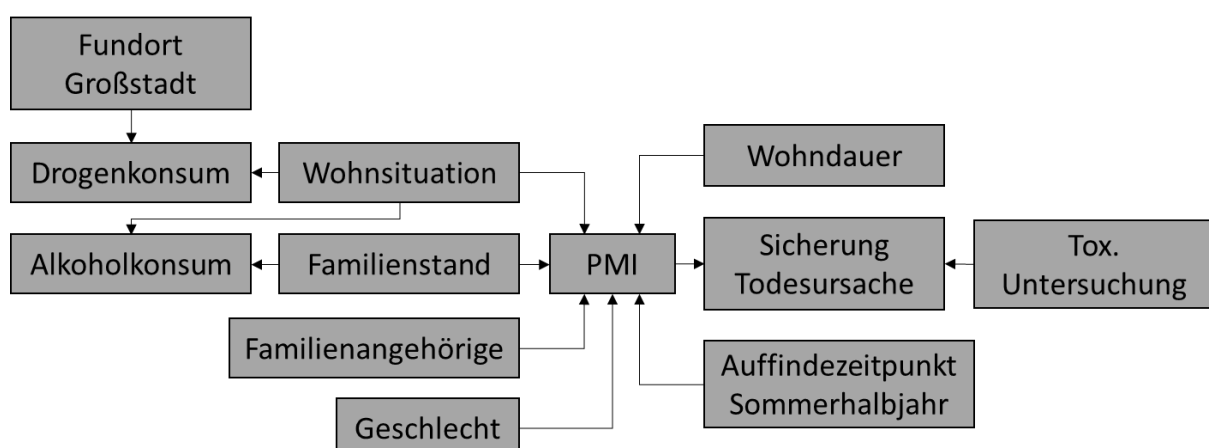 Fundort
Großstadt
Drogenkonsum
Wohnsituation
Wohndauer
Alkoholkonsum
Familienstand
PMI
Sicherung
Todesursache
Tox.
Untersuchung
Familienangehörige
Auffindezeitpunkt
Sommerhalbjahr
Geschlecht